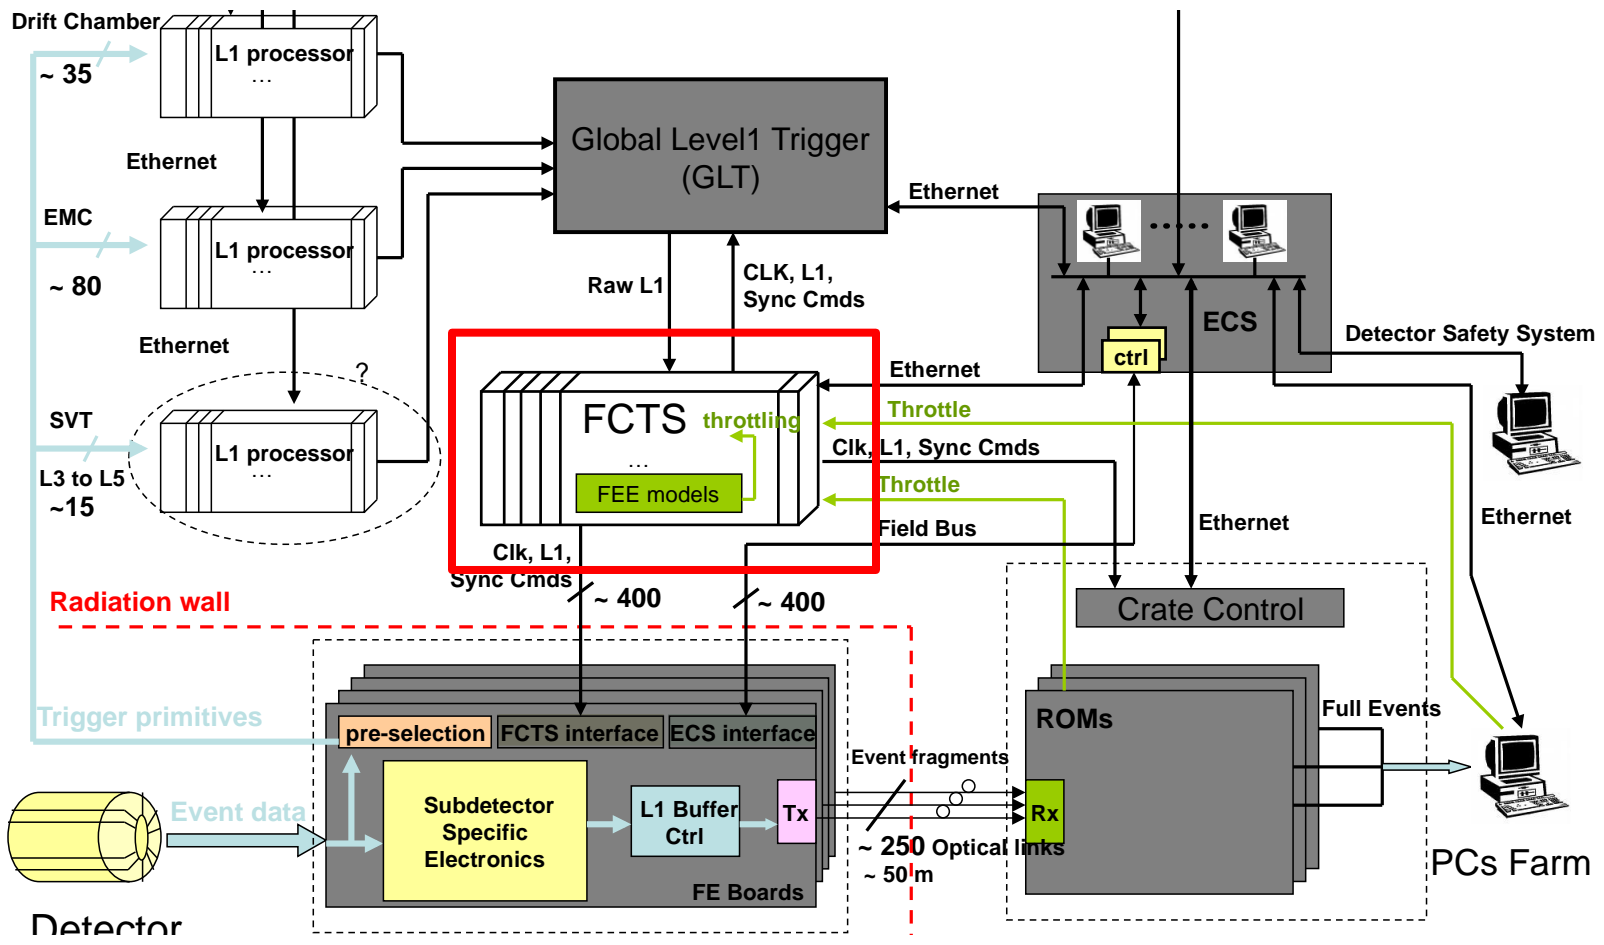 Drift Chamber
L1 processor
...
~ 35
Ethernet
EMC
L1 processor
...
~ 80
Ethernet
?
SVT
L1 processor
...
L3 to L5
~15
Global Level1 Trigger
(GLT)
Ethernet
Raw L1
CLK, L1,
Sync Cmds
ECS
ctrl
Detector Safety System
Ethernet
FCTS
throttling
...
FEE models
Throttle
Clk, L1, Sync Cmds
Throttle
Field Bus
Ethernet
Ethernet
Clk, L1,
Sync Cmds
~ 400
~ 400
Radiation wall
Crate Control
Trigger primitives
pre-selection
FCTS interface
ECS interface
ROMs
Full Events
Event data
Subdetector
Specific
Electronics
L1 Buffer
Ctrl
Tx
Event fragments
Rx
~ 250 Optical links
~ 50 m
FE Boards
PCs Farm
Detector